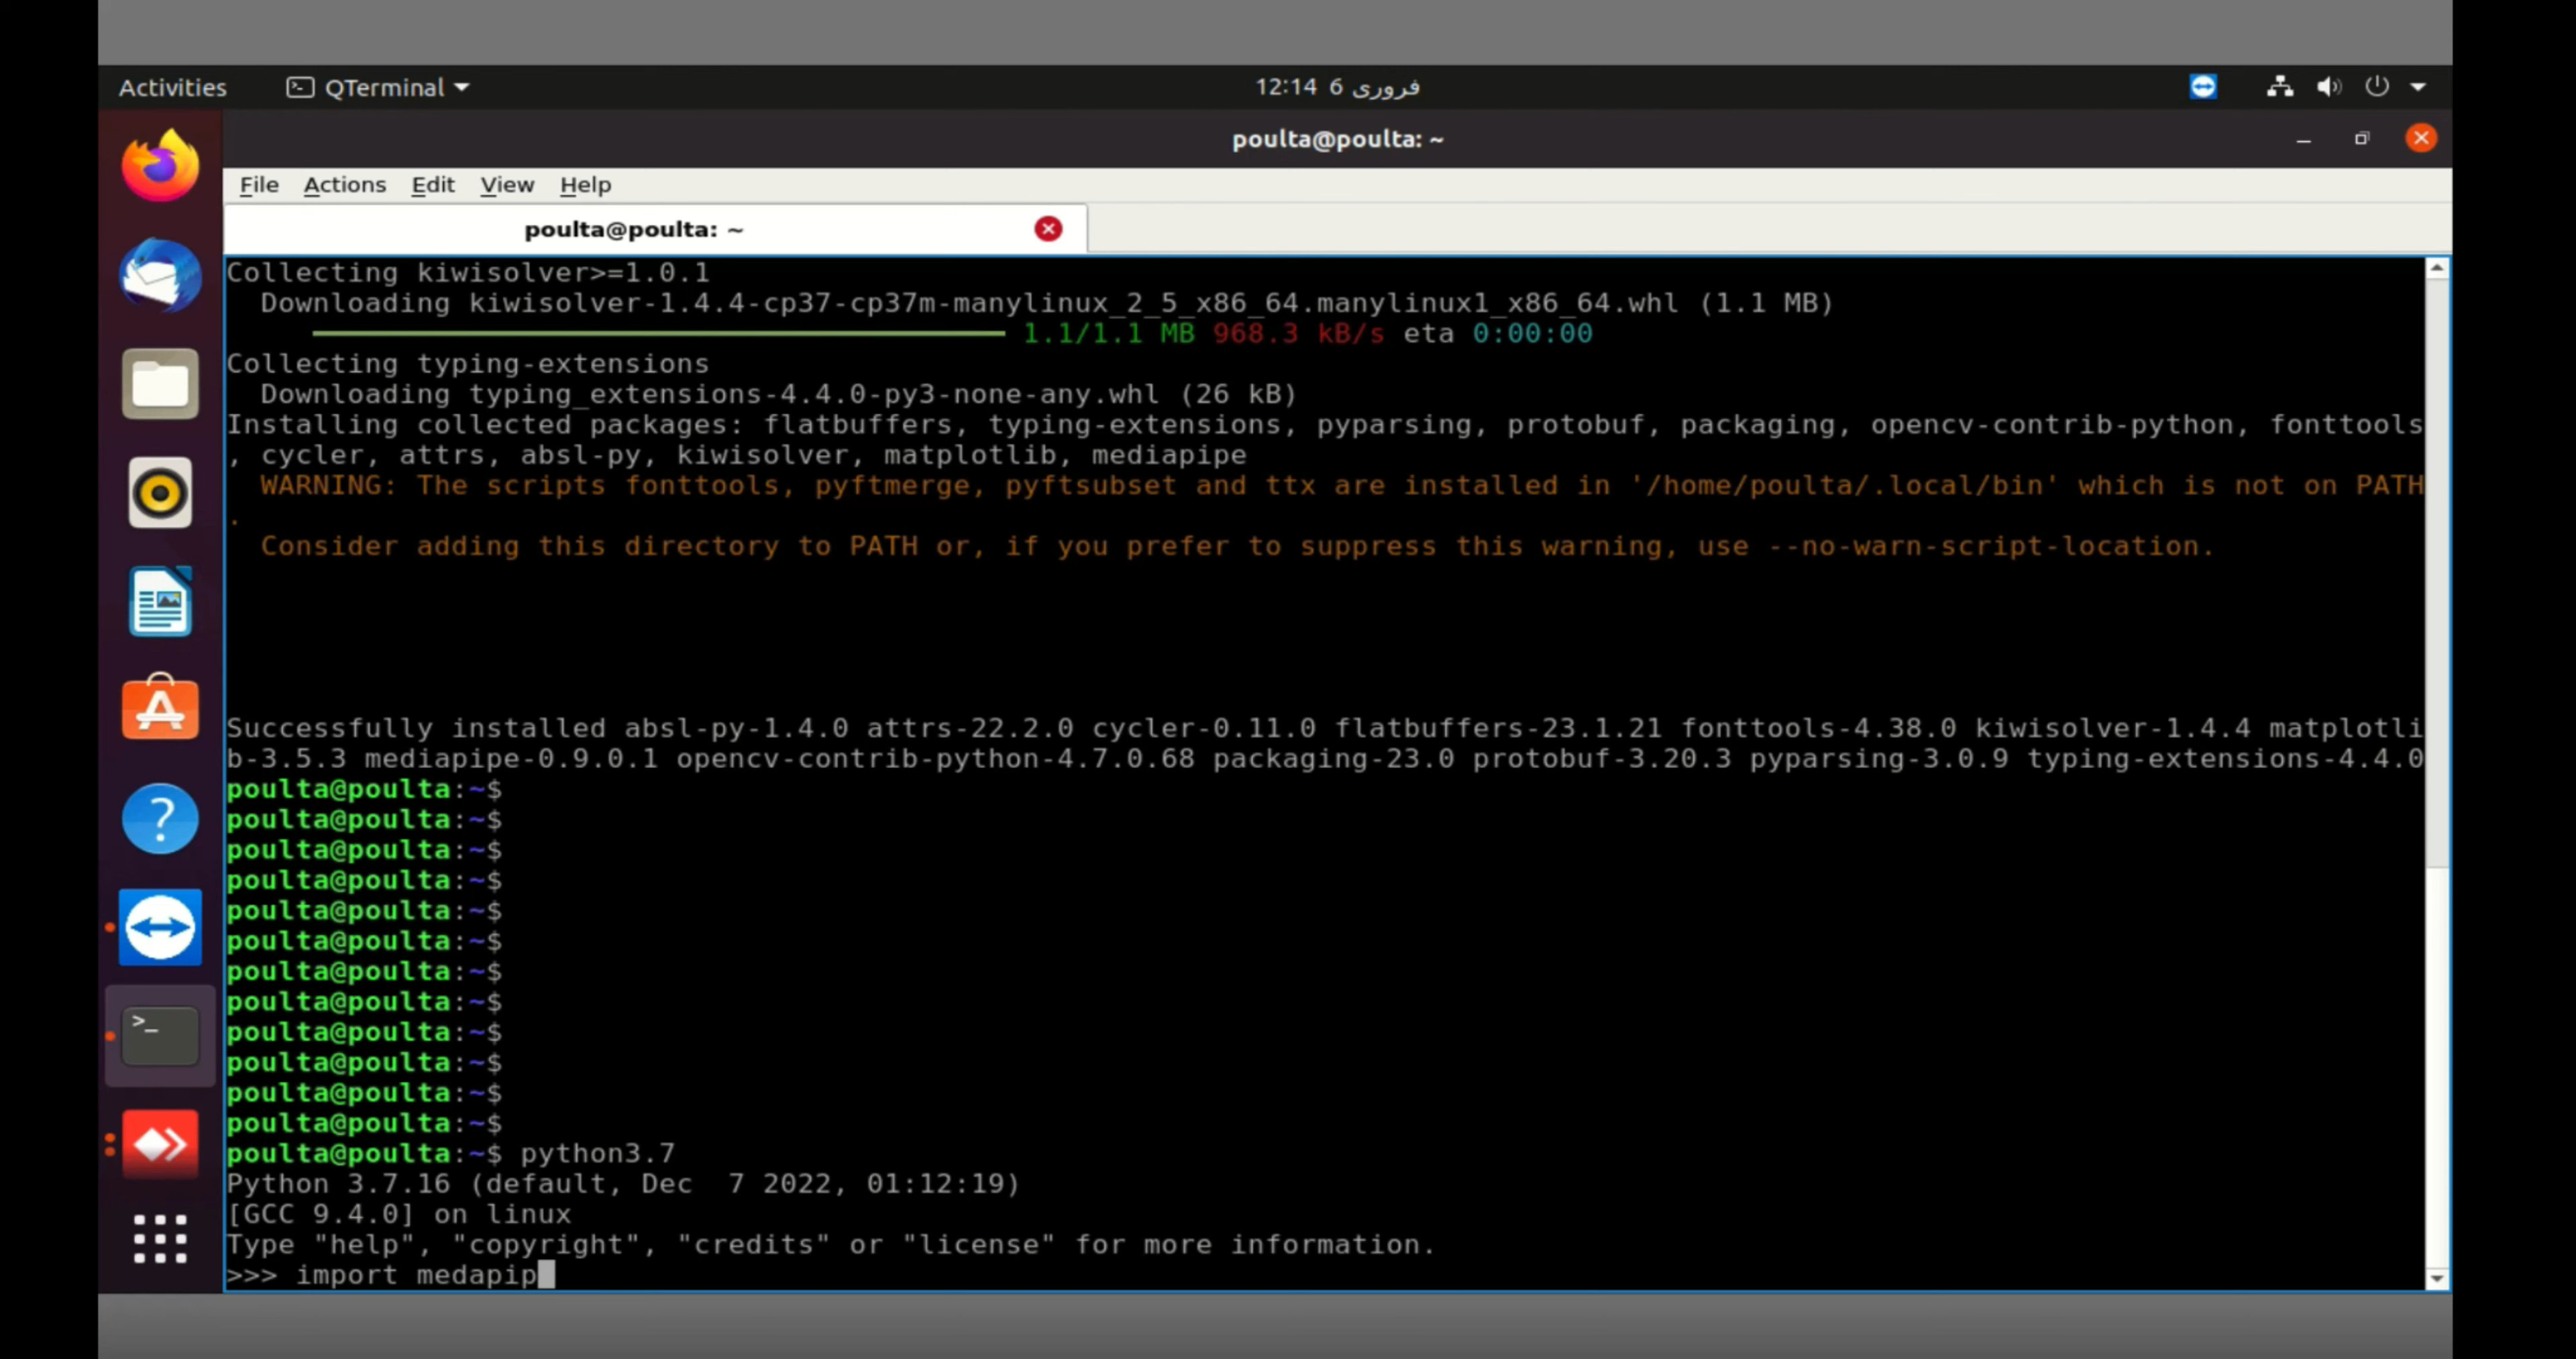 Activities QTerminal 12:14 6 فروری
poulta@poulta: ~
File Actions Edit View Help
poulta@poulta: ~
Collecting kiwisolver>=1.0.1
Downloading kiwisolver-1.4.4-cp37-cp37m-manylinux_2_5_x86_64.manylinux1_x86_64.whl (1.1 MB)
1.1/1.1 MB 968.3 kB/s eta 0:00:00
Collecting typing-extensions
Downloading typing_extensions-4.4.0-py3-none-any.whl (26 kB)
Installing collected packages: flatbuffers, typing-extensions, pyparsing, protobuf, packaging, opencv-contrib-python, fonttools
, cycler, attrs, absl-py, kiwisolver, matplotlib, mediapipe
WARNING: The scripts fonttools, pyftmerge, pyftsubset and ttx are installed in '/home/poulta/.local/bin' which is not on PATH
.
Consider adding this directory to PATH or, if you prefer to suppress this warning, use --no-warn-script-location.
Successfully installed absl-py-1.4.0 attrs-22.2.0 cycler-0.11.0 flatbuffers-23.1.21 fonttools-4.38.0 kiwisolver-1.4.4 matplotli
b-3.5.3 mediapipe-0.9.0.1 opencv-contrib-python-4.7.0.68 packaging-23.0 protobuf-3.20.3 pyparsing-3.0.9 typing-extensions-4.4.0
poulta@poulta:~$
poulta@poulta:~$
poulta@poulta:~$
poulta@poulta:~$
poulta@poulta:~$
poulta@poulta:~$
poulta@poulta:~$
poulta@poulta:~$
poulta@poulta:~$
poulta@poulta:~$
poulta@poulta:~$
poulta@poulta:~$
poulta@poulta:~$ python3.7
Python 3.7.16 (default, Dec  7 2022, 01:12:19)
[GCC 9.4.0] on linux
Type "help", "copyright", "credits" or "license" for more information.
>>> import medapip